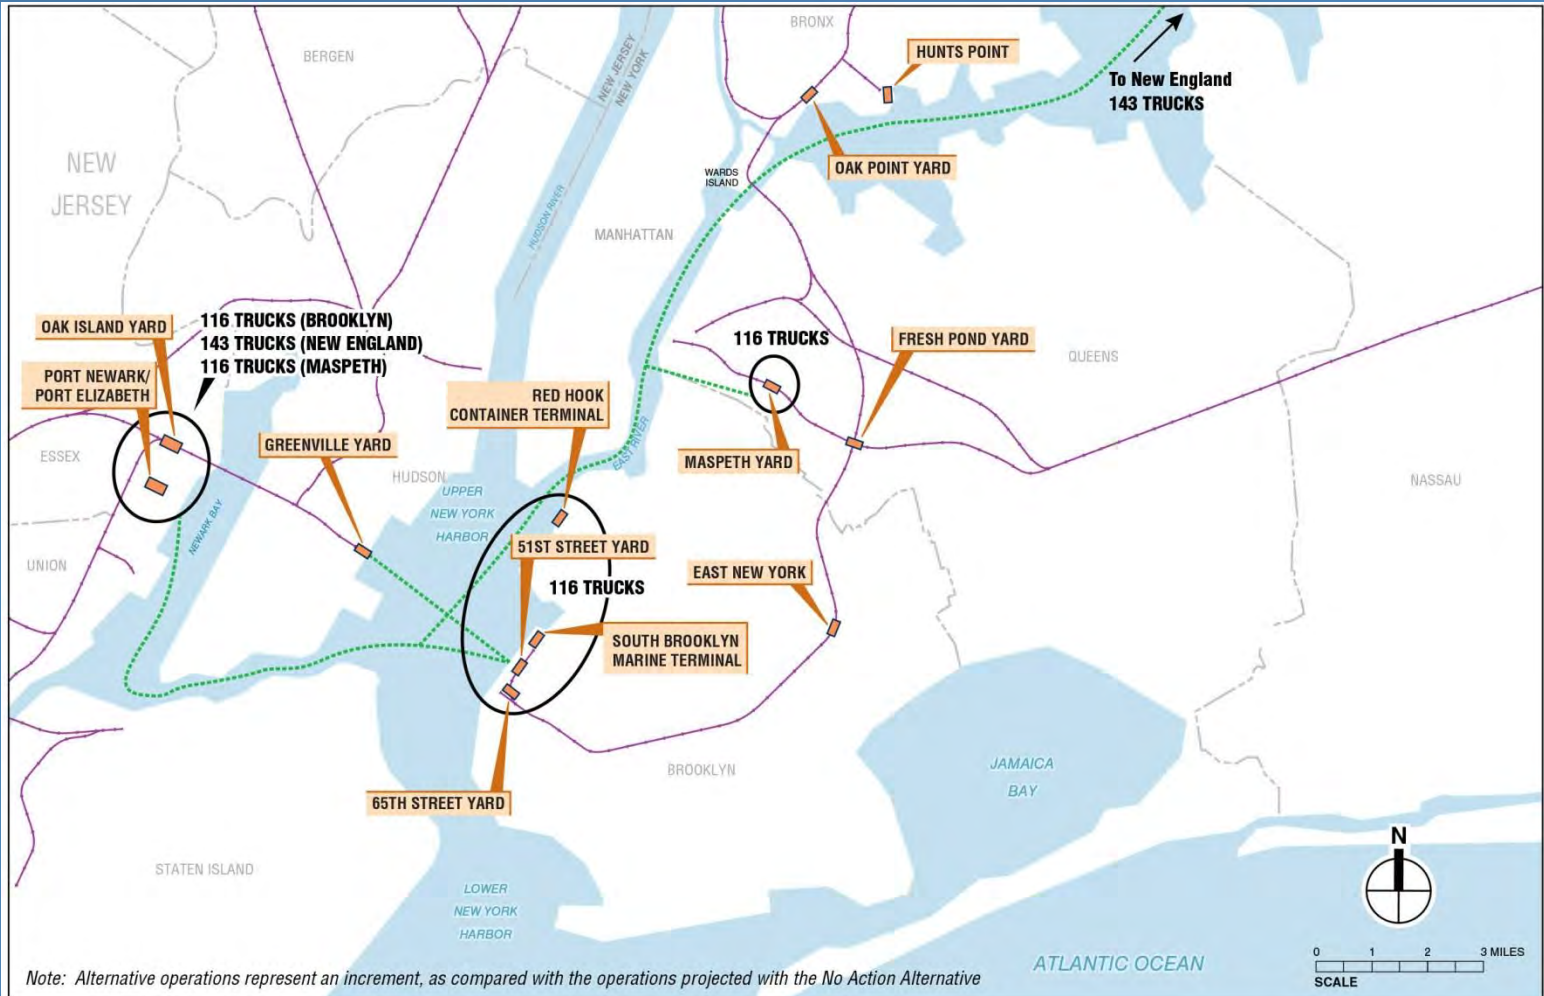 BRONX
HUNTS POINT
BERGEN
NEW JERSEY
NEW YORK
To New England
143 TRUCKS
NEW
JERSEY
OAK POINT YARD
WARDS
ISLAND
HUDSON RIVER
MANHATTAN
OAK ISLAND YARD
116 TRUCKS (BROOKLYN)
143 TRUCKS (NEW ENGLAND)
116 TRUCKS (MASPETH)
116 TRUCKS
FRESH POND YARD
QUEENS
PORT NEWARK/
PORT ELIZABETH
RED HOOK
CONTAINER TERMINAL
GREENVILLE YARD
EAST RIVER
ESSEX
MASPETH YARD
HUDSON
NASSAU
UPPER
NEW YORK
HARBOR
NEWARK BAY
51ST STREET YARD
UNION
116 TRUCKS
EAST NEW YORK
SOUTH BROOKLYN
MARINE TERMINAL
BROOKLYN
JAMAICA
BAY
65TH STREET YARD
N
STATEN ISLAND
LOWER
NEW YORK
HARBOR
ATLANTIC OCEAN
0 1 2 3 MILES
SCALE
Note: Alternative operations represent an increment, as compared with the operations projected with the No Action Alternative